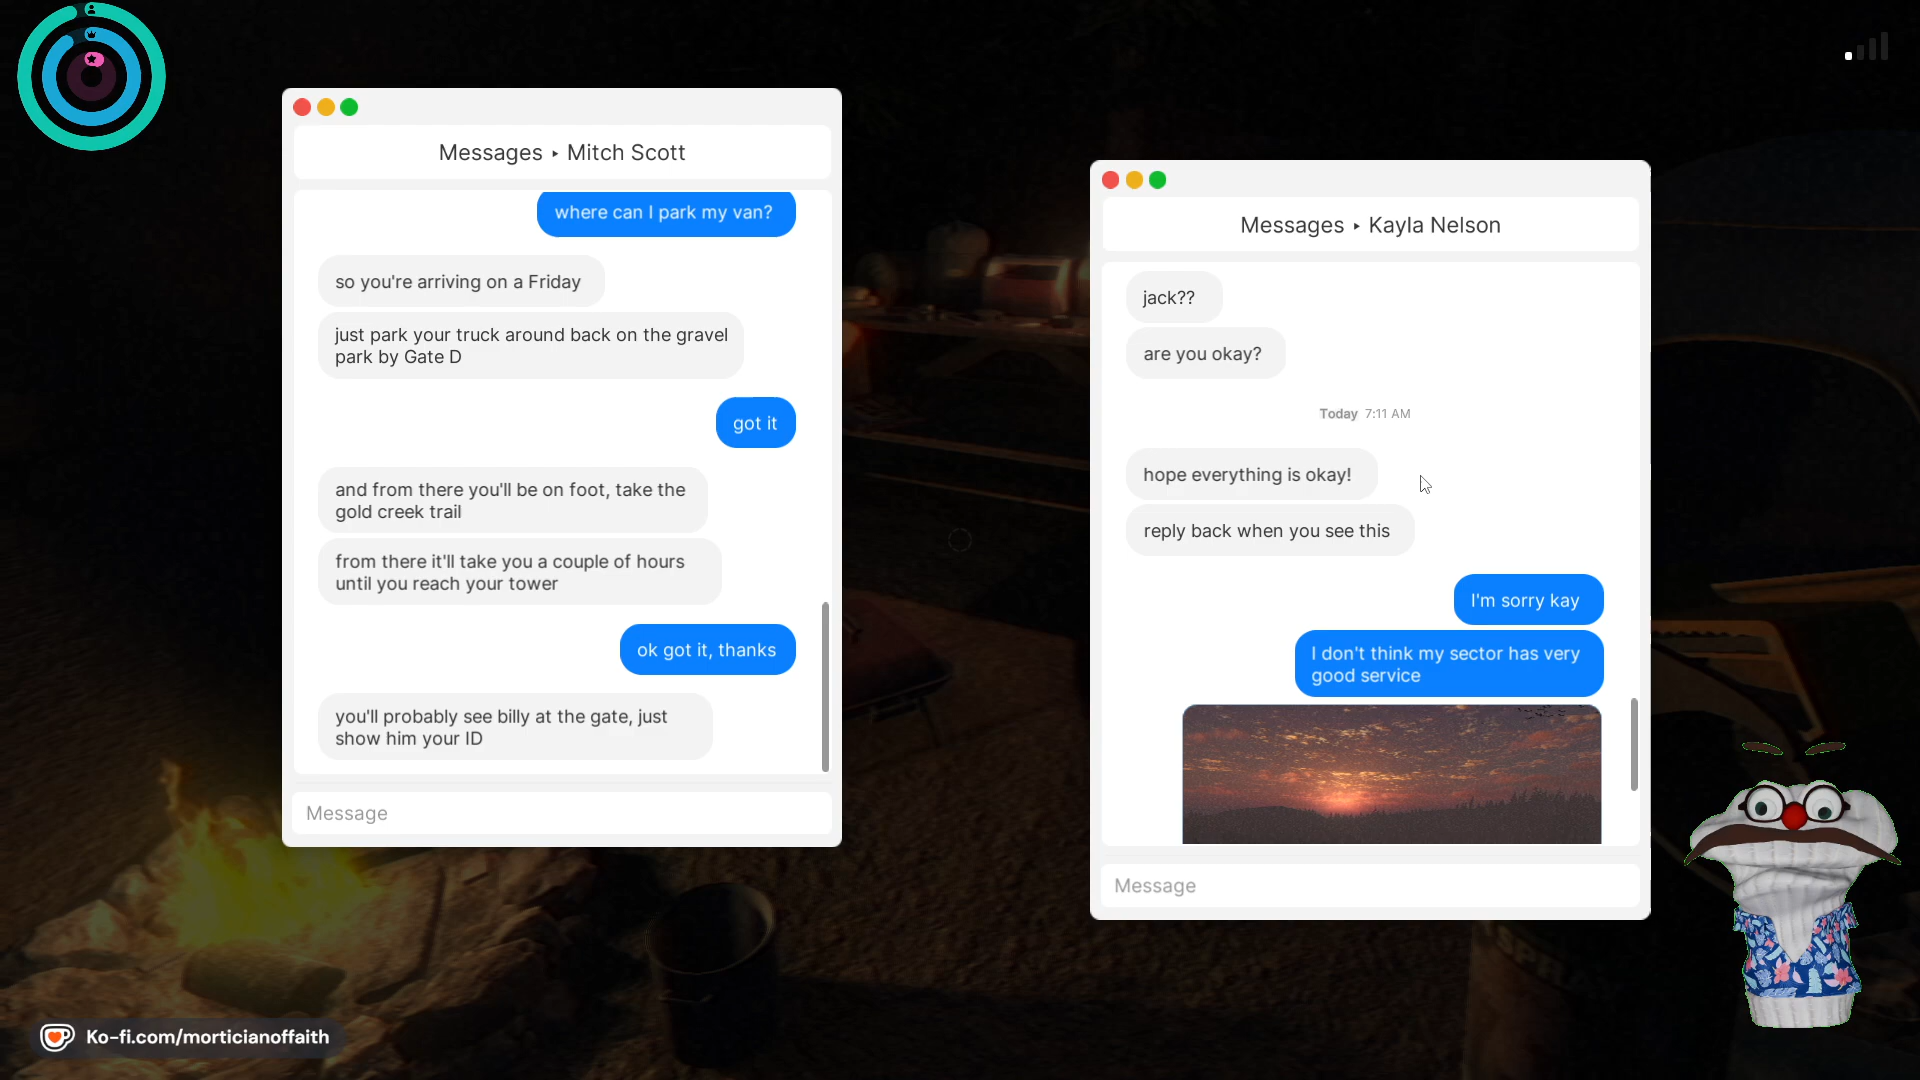 Messages ▸ Mitch Scott
where can I park my van?
so you're arriving on a Friday
just park your truck around back on the gravel
park by Gate D
got it
and from there you'll be on foot, take the
gold creek trail
from there it'll take you a couple of hours
until you reach your tower
ok got it, thanks
you'll probably see billy at the gate, just
show him your ID
Message
Messages ▸ Kayla Nelson
jack??
are you okay?
Today 7:11 AM
hope everything is okay!
reply back when you see this
I'm sorry kay
I don't think my sector has very
good service
Message
Ko-fi.com/morticianoffaith